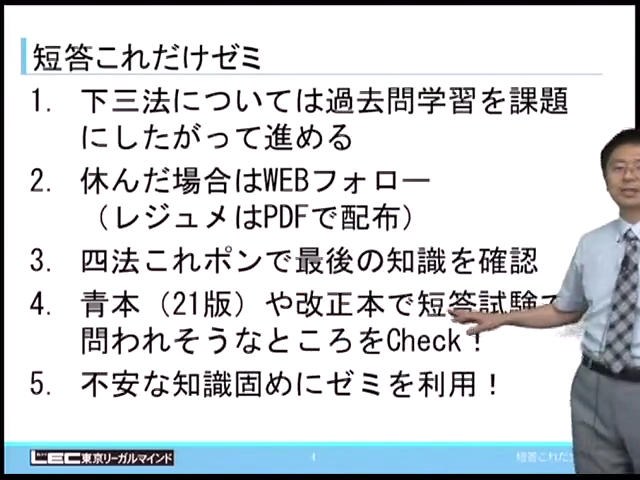 短答これだけゼミ
1. 下三法については過去問学習を課題
にしたがって進める
2. 休んだ場合はWEBフォロー
（レジュメはPDFで配布）
3. 四法これポンで最後の知識を確認
4. 青本（21版）や改正本で短答試験で
問われそうなところをCheck！
5. 不安な知識固めにゼミを利用！
LEC東京リーガルマインド
4
短答これだ